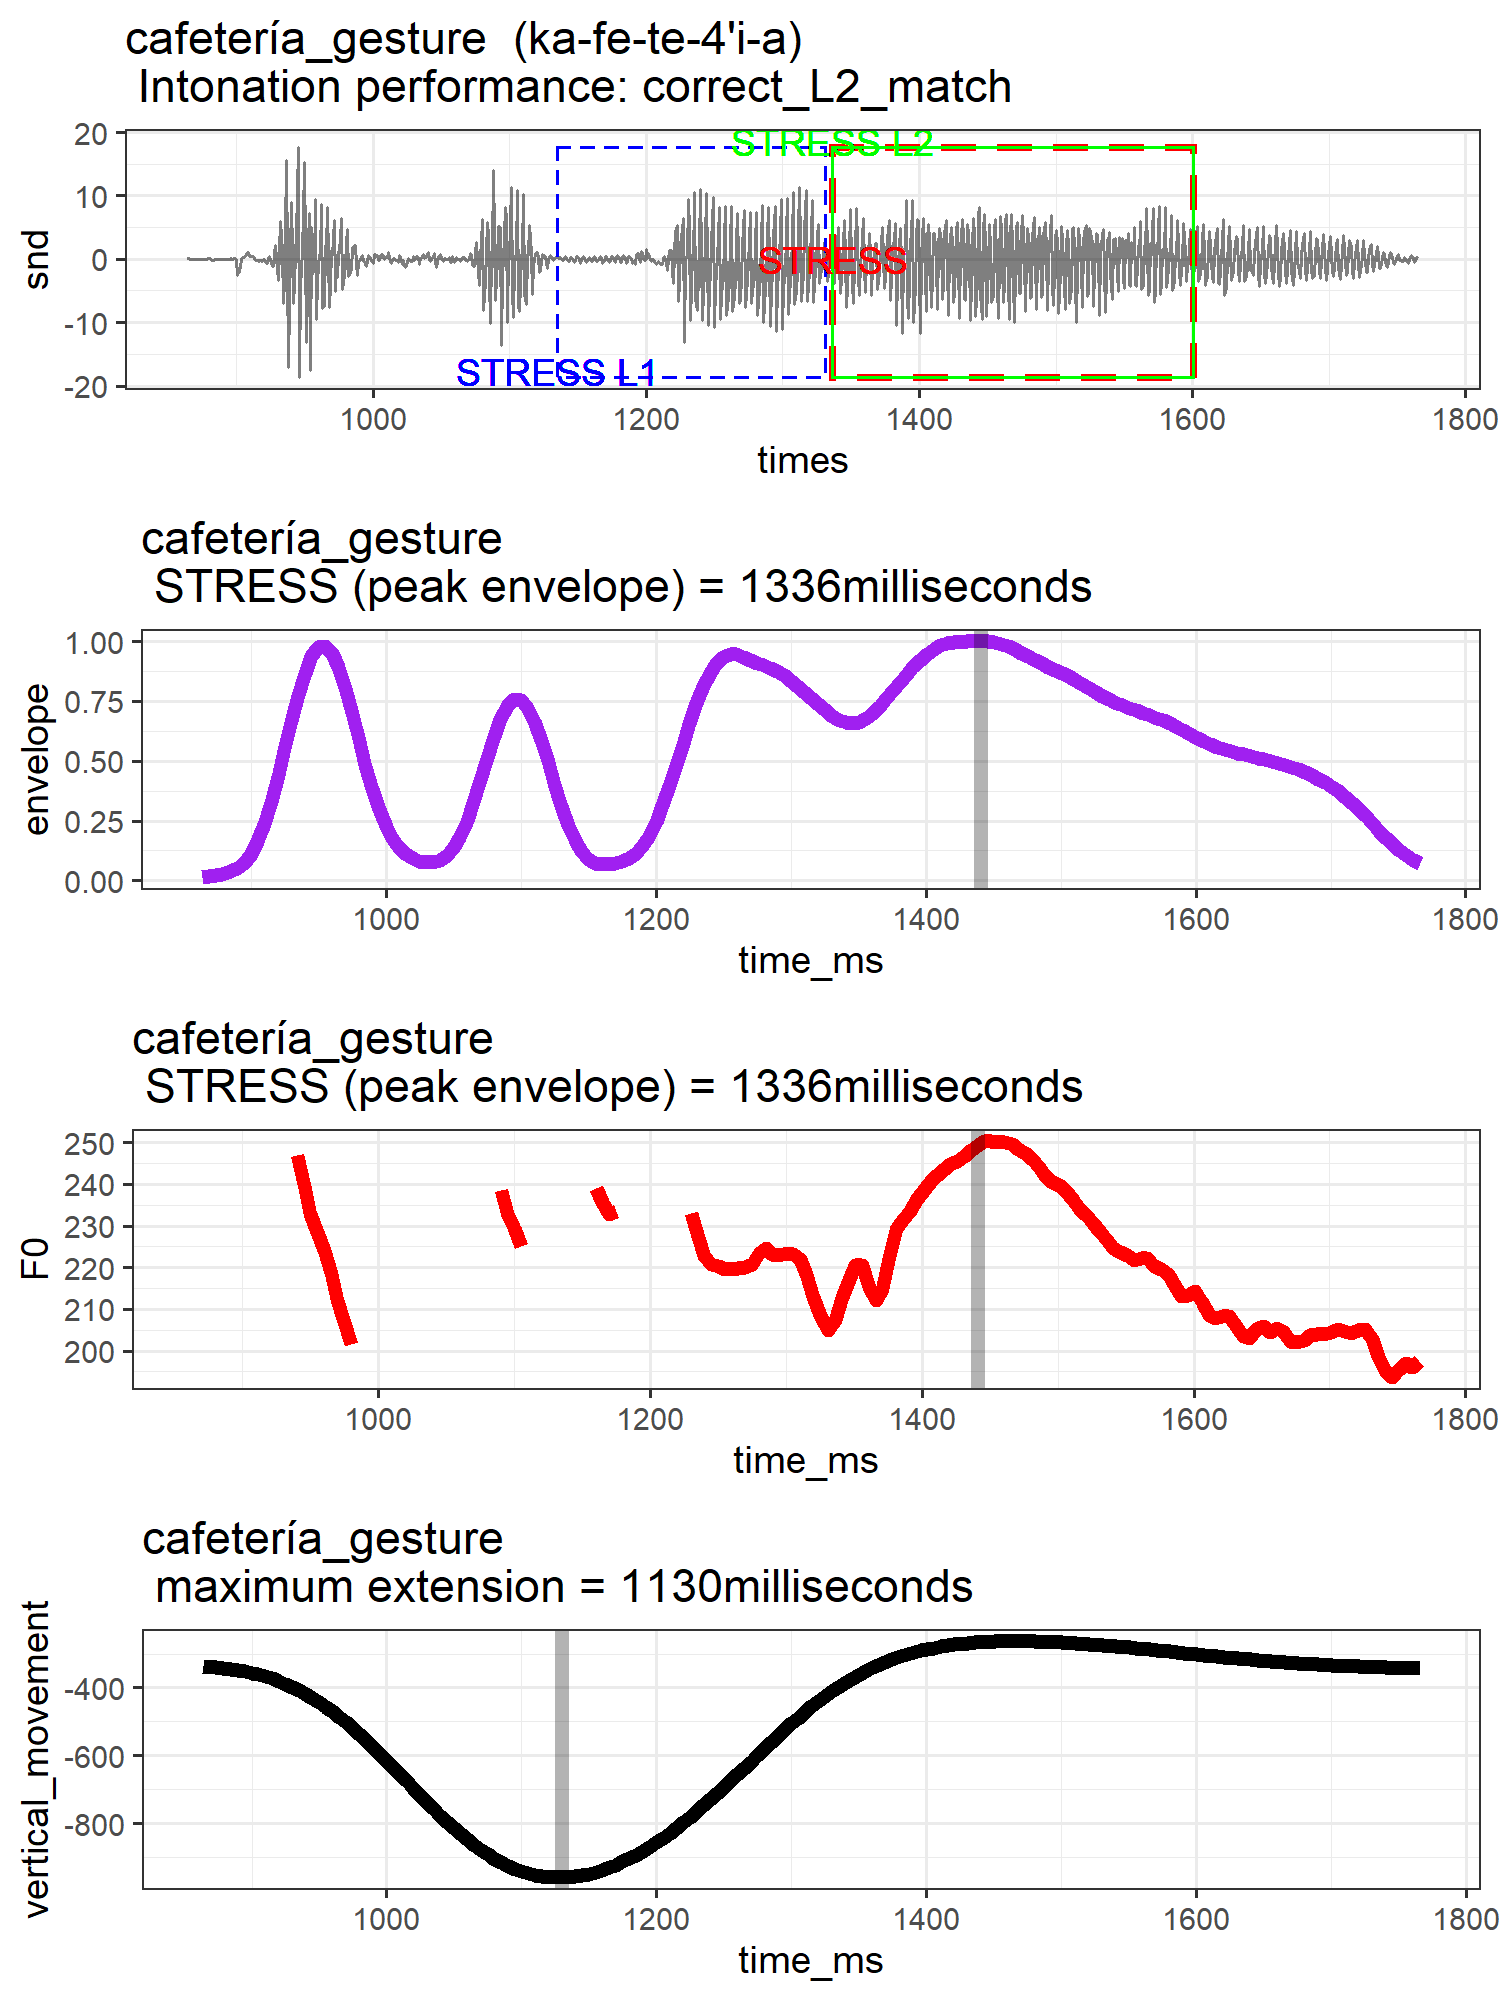 cafetería_gesture  (ka-fe-te-4'i-a)
Intonation performance: correct_L2_match
snd
20
10
0
-10
-20
STRESS L2
STRESS
STRESS L1
1000 1200 1400 1600 1800
times
cafetería_gesture
STRESS (peak envelope) = 1336milliseconds
envelope
1.00
0.75
0.50
0.25
0.00
1000 1200 1400 1600 1800
time_ms
cafetería_gesture
STRESS (peak envelope) = 1336milliseconds
F0
250
240
230
220
210
200
1000 1200 1400 1600 1800
time_ms
cafetería_gesture
maximum extension = 1130milliseconds
vertical_movement
-400
-600
-800
1000 1200 1400 1600 1800
time_ms